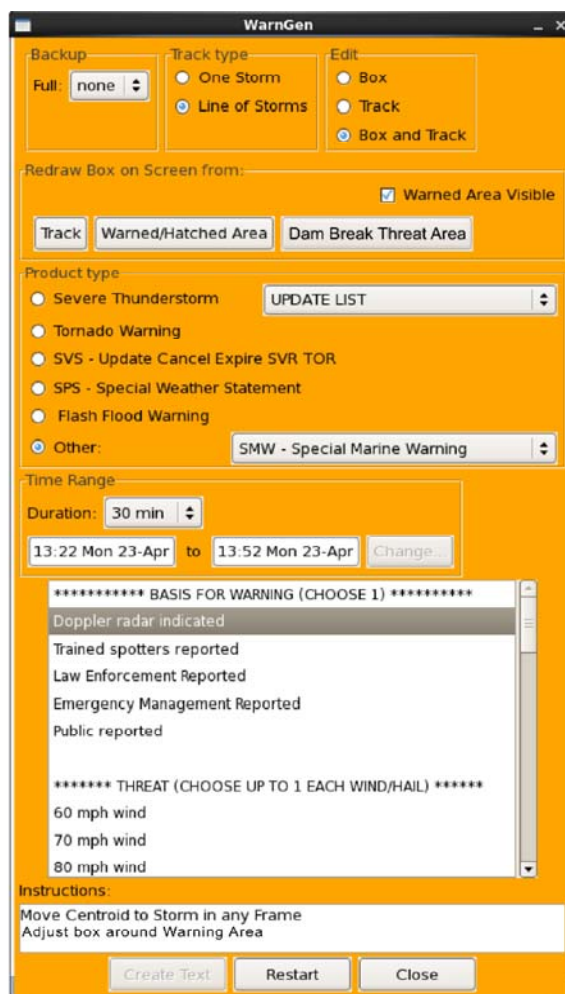 WarnGen
Backup
Track type
Edit
Full: none
One Storm
Line of Storms
Box
Track
Box and Track
Redraw Box on Screen from:
Warned Area Visible
Track Warned/Hatched Area Dam Break Threat Area
Product type
Severe Thunderstorm UPDATE LIST
Tornado Warning
SVS - Update Cancel Expire SVR TOR
SPS - Special Weather Statement
Flash Flood Warning
Other: SMW - Special Marine Warning
Time Range
Duration: 30 min
13:22 Mon 23-Apr to 13:52 Mon 23-Apr Change...
*********** BASIS FOR WARNING (CHOOSE 1) **********
Doppler radar indicated
Trained spotters reported
Law Enforcement Reported
Emergency Management Reported
Public reported
******* THREAT (CHOOSE UP TO 1 EACH WIND/HAIL) ******
60 mph wind
70 mph wind
80 mph wind
Instructions:
Move Centroid to Storm in any Frame
Adjust box around Warning Area
Create Text Restart Close